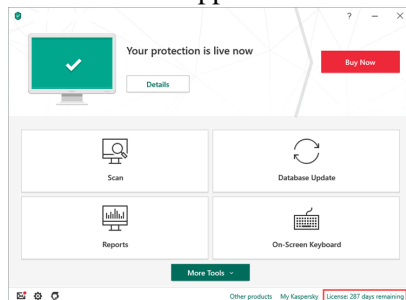 ?
Your protection is live now
Buy Now
Details
Scan
Database Update
Reports
On-Screen Keyboard
More Tools
Other products My Kaspersky License: 287 days remaining